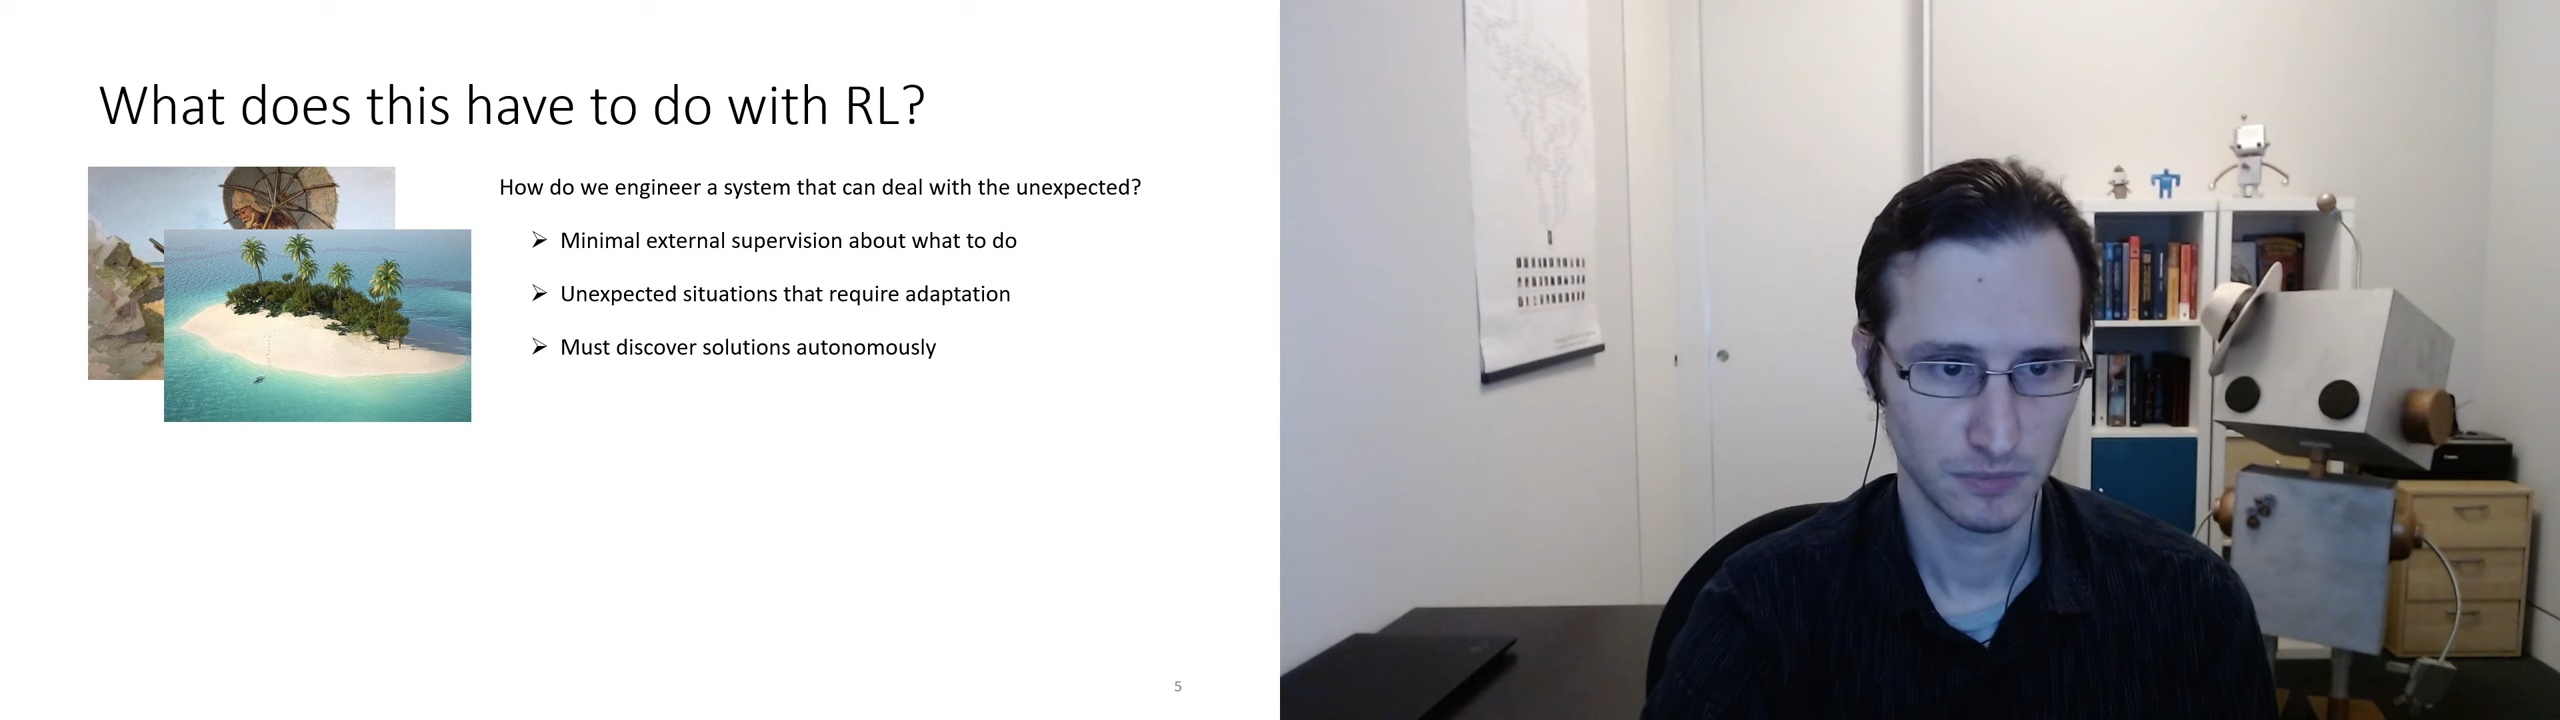 What does this have to do with RL?
How do we engineer a system that can deal with the unexpected?
Minimal external supervision about what to do
Unexpected situations that require adaptation
Must discover solutions autonomously
5
Canon